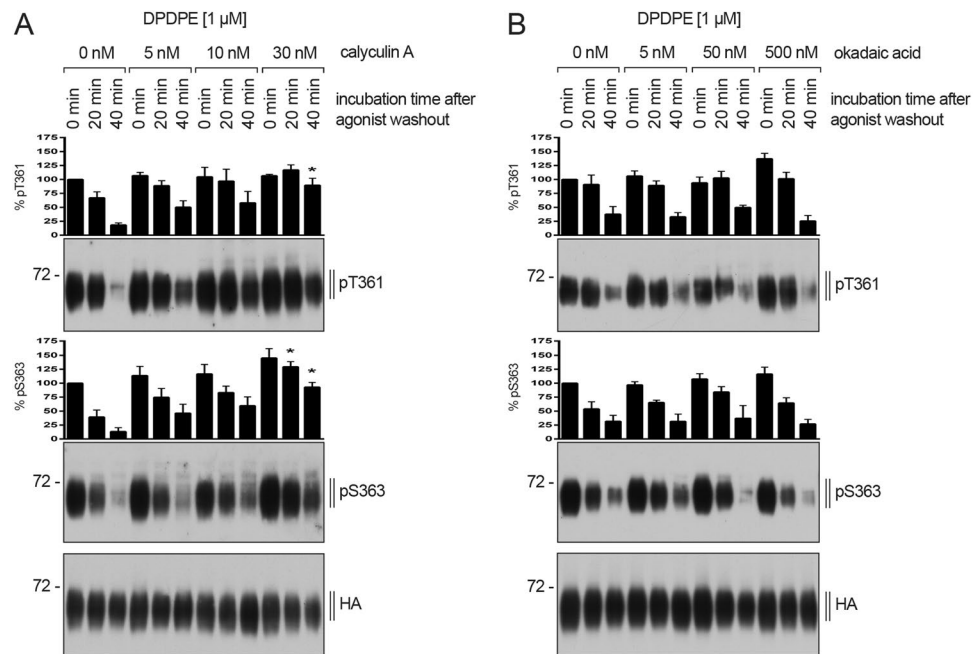 A
DPDPE [1 µM]
0 nM 5 nM 10 nM 30 nM calyculin A
0 min 20 min 40 min 0 min 20 min 40 min 0 min 20 min 40 min 0 min 20 min 40 min
incubation time after
agonist washout
% pT361
175
150
125
100
75
50
25
0
*
72 -
pT361
% pS363
175
150
125
100
75
50
25
0
* *
72 -
pS363
72 -
HA
B
DPDPE [1 µM]
0 nM 5 nM 50 nM 500 nM okadaic acid
0 min 20 min 40 min 0 min 20 min 40 min 0 min 20 min 40 min 0 min 20 min 40 min
incubation time after
agonist washout
% pT361
175
150
125
100
75
50
25
0
72 -
pT361
% pS363
175
150
125
100
75
50
25
0
72 -
pS363
72 -
HA